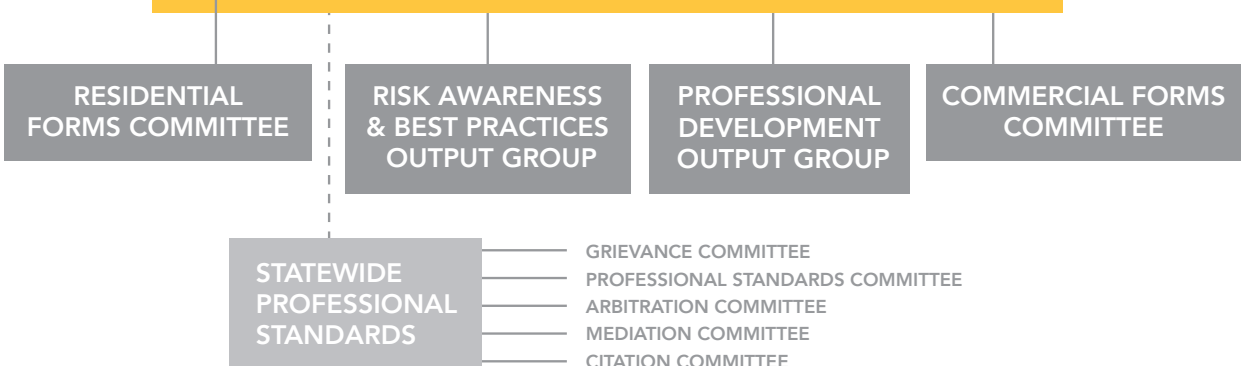 RESIDENTIAL
FORMS COMMITTEE
RISK AWARENESS
& BEST PRACTICES
OUTPUT GROUP
PROFESSIONAL
DEVELOPMENT
OUTPUT GROUP
COMMERCIAL FORMS
COMMITTEE
STATEWIDE
PROFESSIONAL
STANDARDS
GRIEVANCE COMMITTEE
PROFESSIONAL STANDARDS COMMITTEE
ARBITRATION COMMITTEE
MEDIATION COMMITTEE
CITATION COMMITTEE